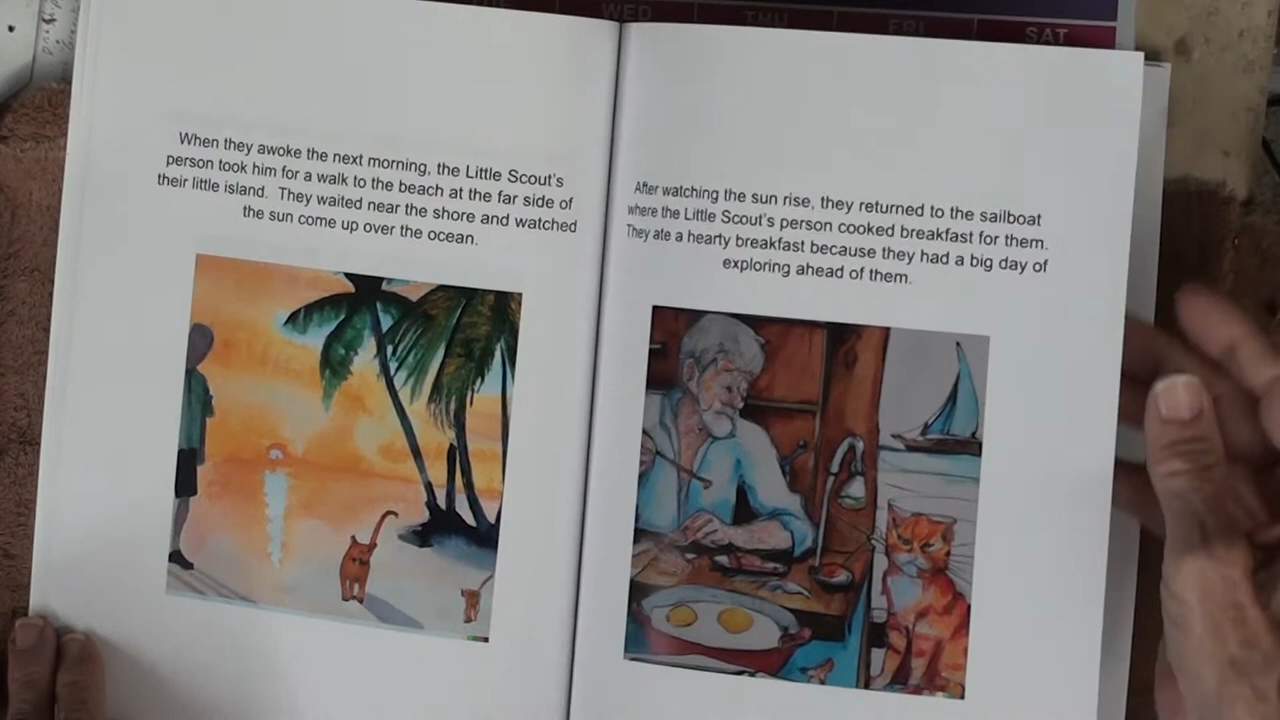 WED THU FRI SAT
When they awoke the next morning, the Little Scout's
person took him for a walk to the beach at the far side of
their little island. They waited near the shore and watched
the sun come up over the ocean.
After watching the sun rise, they returned to the sailboat
where the Little Scout's person cooked breakfast for them.
They ate a hearty breakfast because they had a big day of
exploring ahead of them.